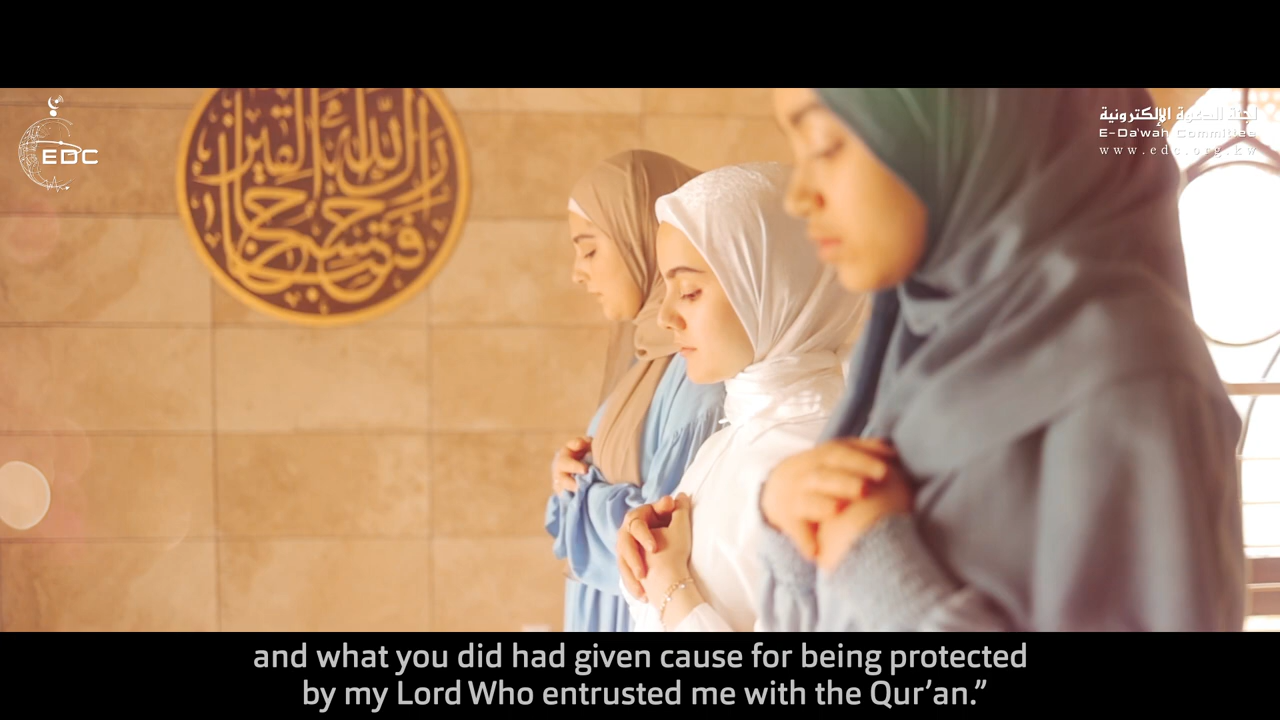 EDC
لجنة الدعوة الإلكترونية
E-Da'wah Committee
www.edc.org.kw
and what you did had given cause for being protected
by my Lord Who entrusted me with the Qur’an.”